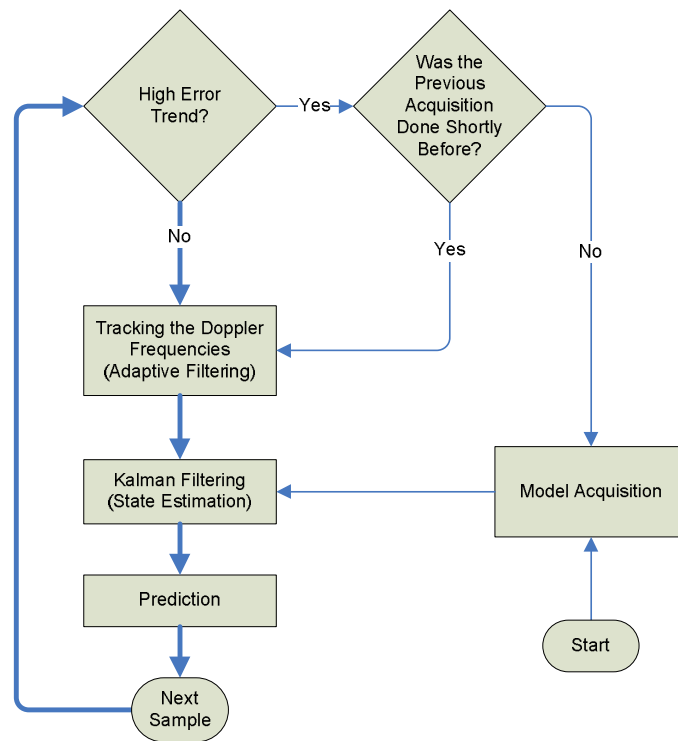 High Error
Trend?
Yes
Was the
Previous
Acquisition
Done Shortly
Before?
No
Yes
No
Tracking the Doppler
Frequencies
(Adaptive Filtering)
Kalman Filtering
(State Estimation)
Model Acquisition
Prediction
Start
Next
Sample